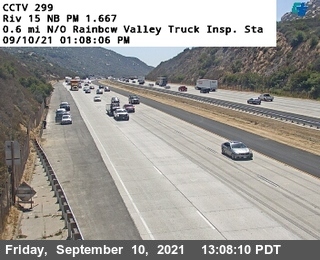 CCTV 299
Riv 15 NB PM 1.667
0.6 mi N/O Rainbcw Valley Truck Insp. Sta
09/10/21 01:08:06 PM
Friday, September 10, 2021 13:08:10 PDT